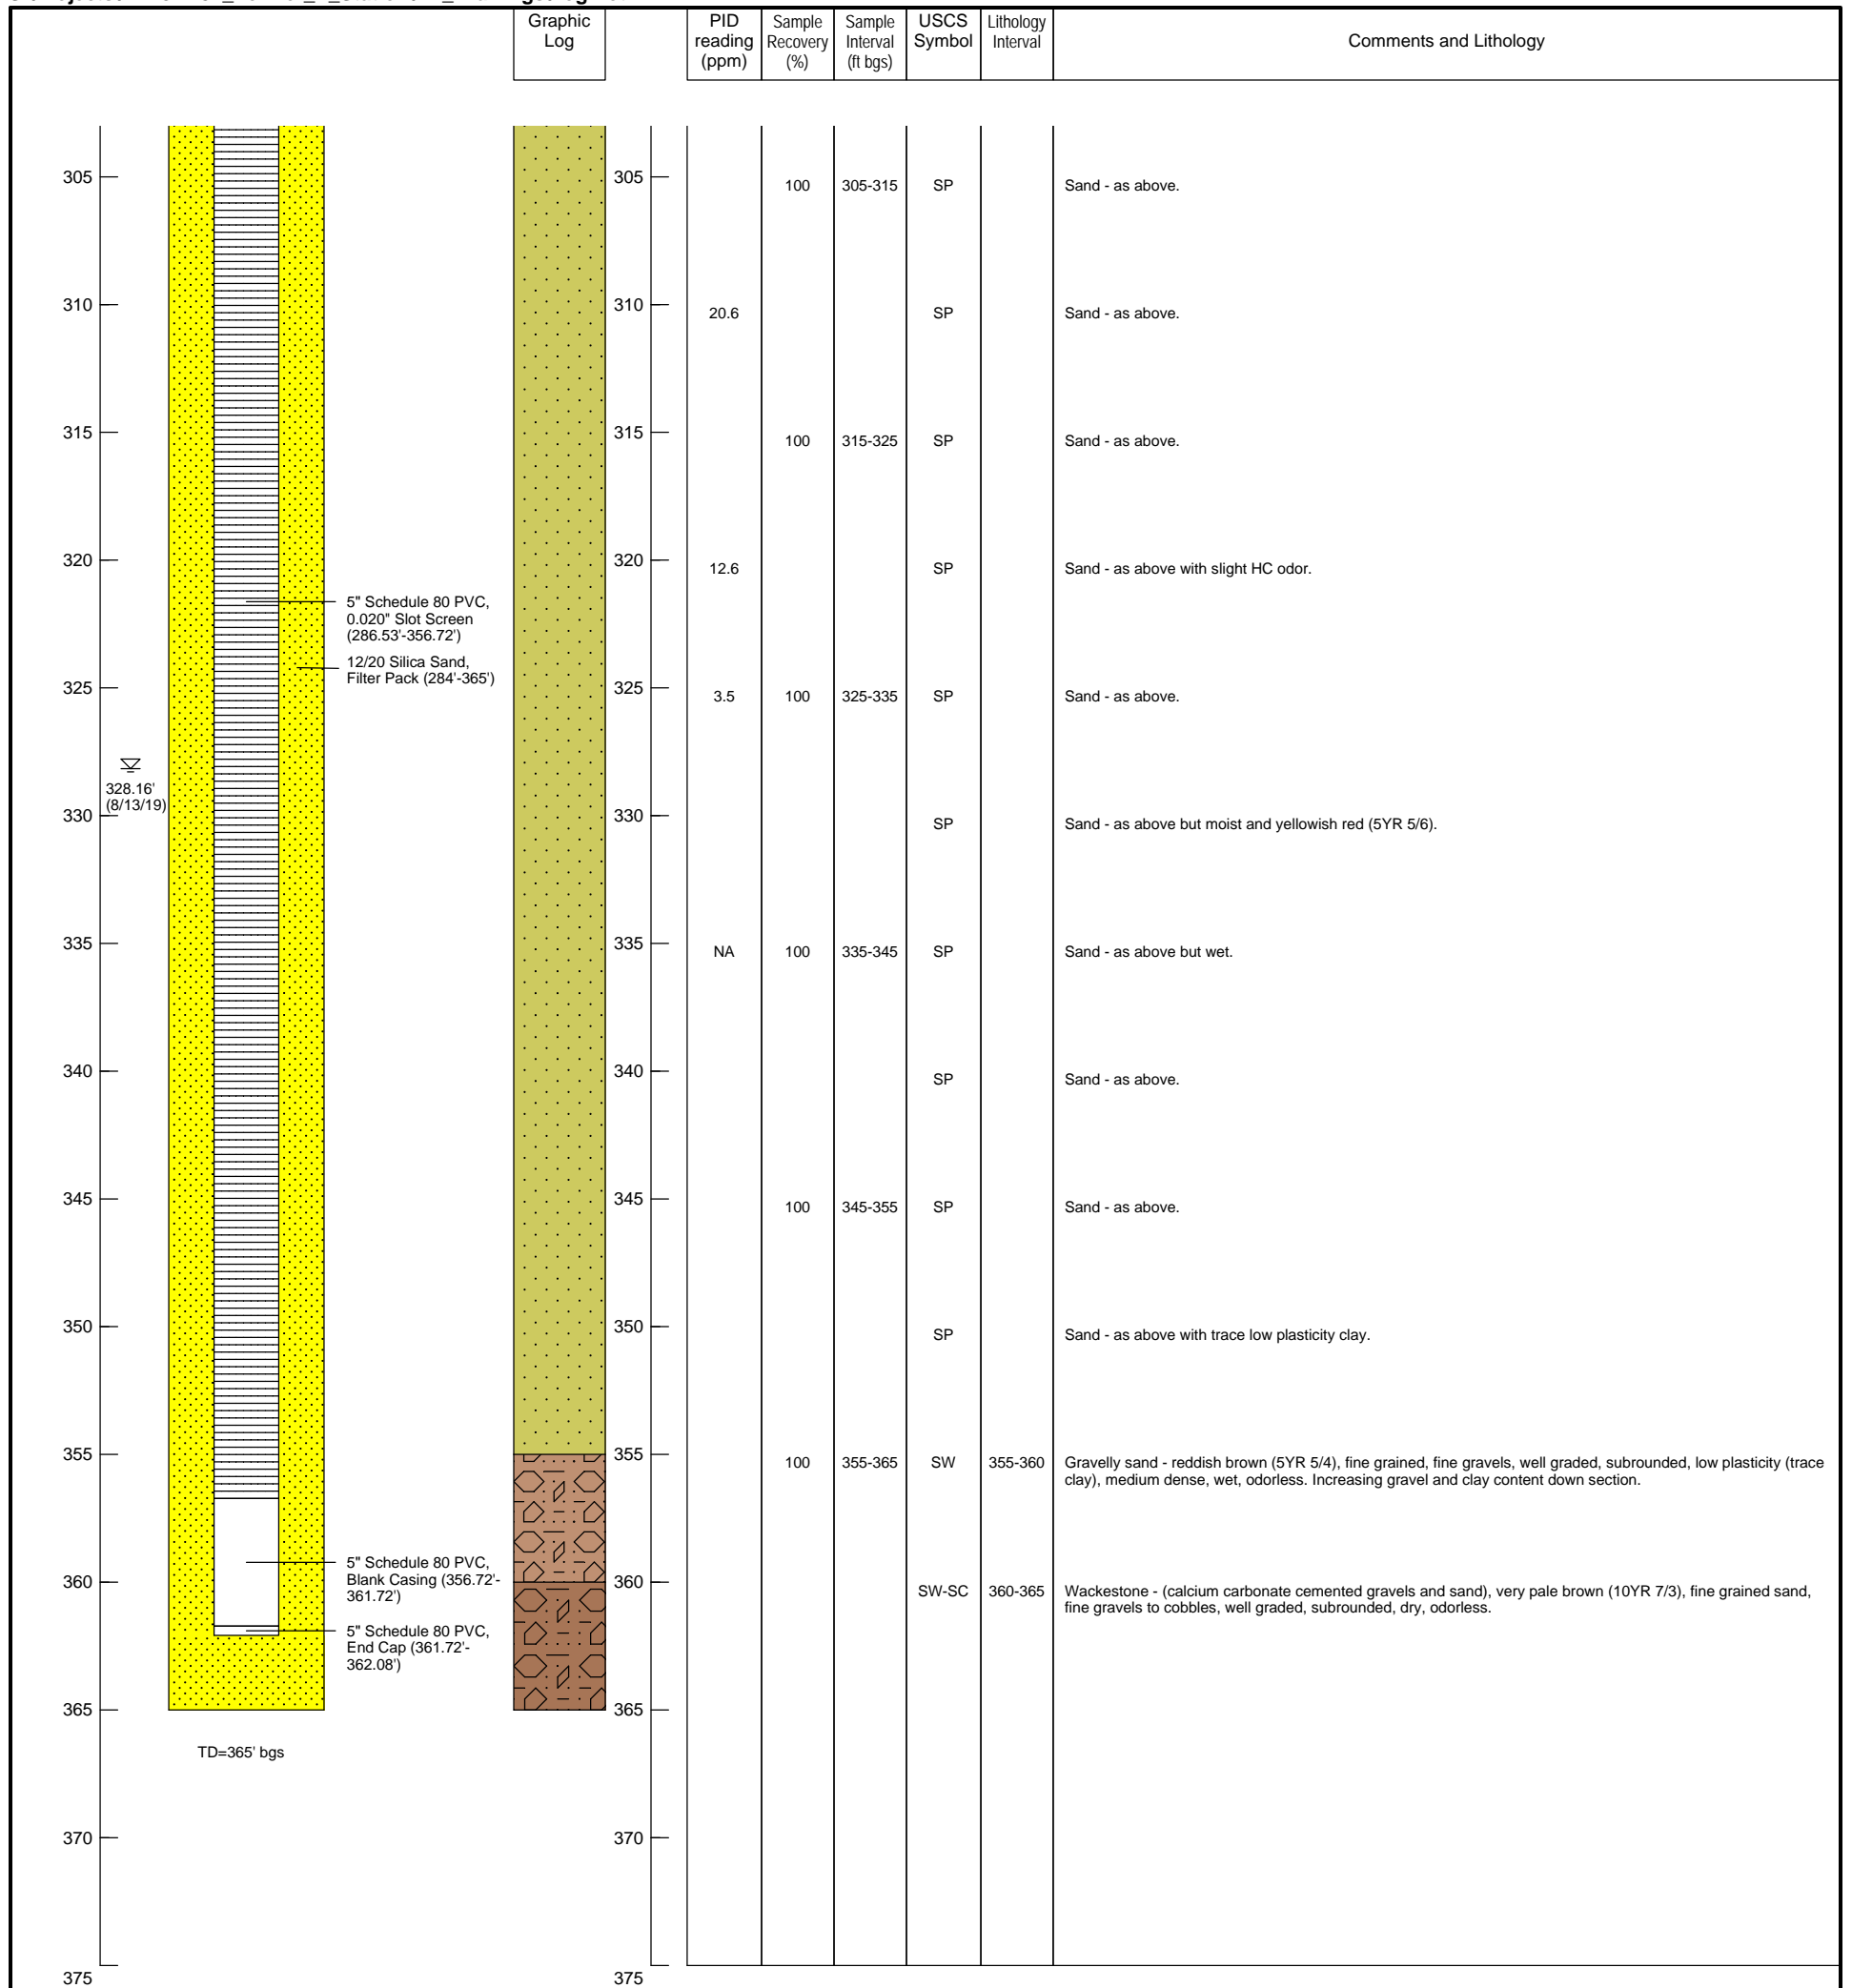 Graphic Log
PID reading (ppm)
Sample Recovery (%)
Sample Interval (ft bgs)
USCS Symbol
Lithology Interval
Comments and Lithology
305 305 100 305-315 SP Sand - as above.
310 310 20.6 SP Sand - as above.
315 315 100 315-325 SP Sand - as above.
320 320 12.6 SP Sand - as above with slight HC odor.
5" Schedule 80 PVC,
0.020" Slot Screen
(286.53'-356.72')
12/20 Silica Sand,
Filter Pack (284'-365')
325 325 3.5 100 325-335 SP Sand - as above.
328.16'
(8/13/19)
330 330 SP Sand - as above but moist and yellowish red (5YR 5/6).
335 335 NA 100 335-345 SP Sand - as above but wet.
340 340 SP Sand - as above.
345 345 100 345-355 SP Sand - as above.
350 350 SP Sand - as above with trace low plasticity clay.
355 355 100 355-365 SW 355-360 Gravelly sand - reddish brown (5YR 5/4), fine grained, fine gravels, well graded, subrounded, low plasticity (trace
clay), medium dense, wet, odorless. Increasing gravel and clay content down section.
5" Schedule 80 PVC,
Blank Casing (356.72'-
361.72')
360 360 SW-SC 360-365 Wackestone - (calcium carbonate cemented gravels and sand), very pale brown (10YR 7/3), fine grained sand,
fine gravels to cobbles, well graded, subrounded, dry, odorless.
5" Schedule 80 PVC,
End Cap (361.72'-
362.08')
365 365
TD=365' bgs
370 370
375 375